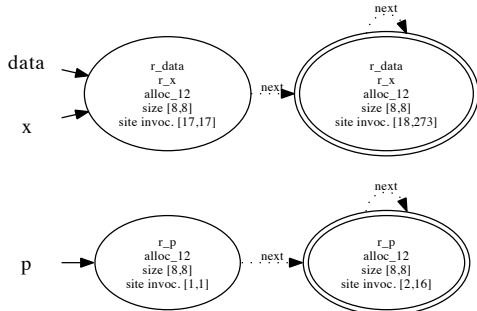 next
data
x
r_data
r_x
alloc_12
size [8,8]
site invoc. [17,17]
next
r_data
r_x
alloc_12
size [8,8]
site invoc. [18,273]
next
p
r_p
alloc_12
size [8,8]
site invoc. [1,1]
next
r_p
alloc_12
size [8,8]
site invoc. [2,16]